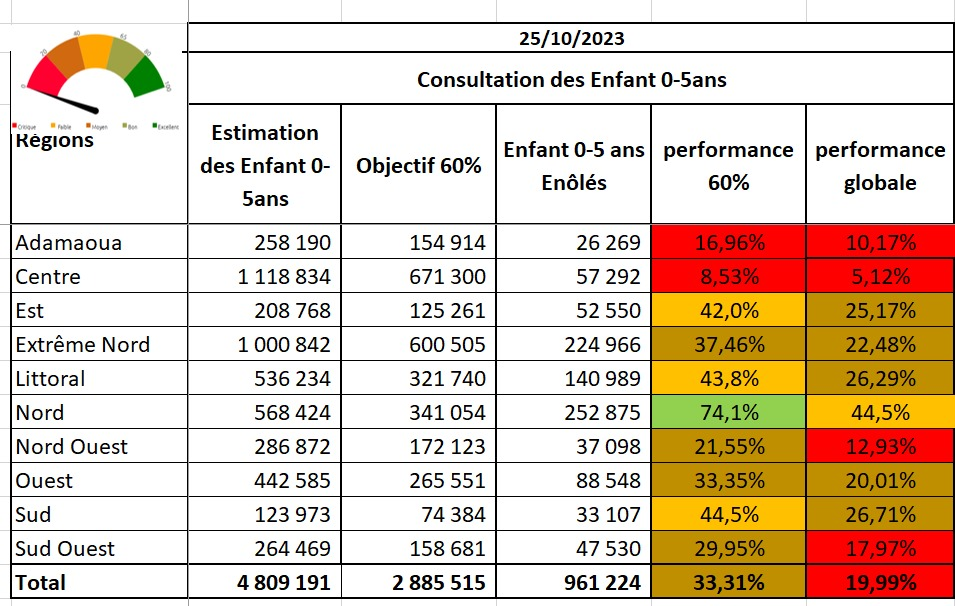 25/10/2023
Consultation des Enfant 0-5ans
0 20 40 65 80 100
Critique Faible Moyen Bon Excellent
Régions
Estimation
des Enfant 0-
5ans
Objectif 60%
Enfant 0-5 ans
Enôlés
performance
60%
performance
globale
Adamaoua 258 190 154 914 26 269 16,96% 10,17%
Centre 1 118 834 671 300 57 292 8,53% 5,12%
Est 208 768 125 261 52 550 42,0% 25,17%
Extrême Nord 1 000 842 600 505 224 966 37,46% 22,48%
Littoral 536 234 321 740 140 989 43,8% 26,29%
Nord 568 424 341 054 252 875 74,1% 44,5%
Nord Ouest 286 872 172 123 37 098 21,55% 12,93%
Ouest 442 585 265 551 88 548 33,35% 20,01%
Sud 123 973 74 384 33 107 44,5% 26,71%
Sud Ouest 264 469 158 681 47 530 29,95% 17,97%
Total 4 809 191 2 885 515 961 224 33,31% 19,99%